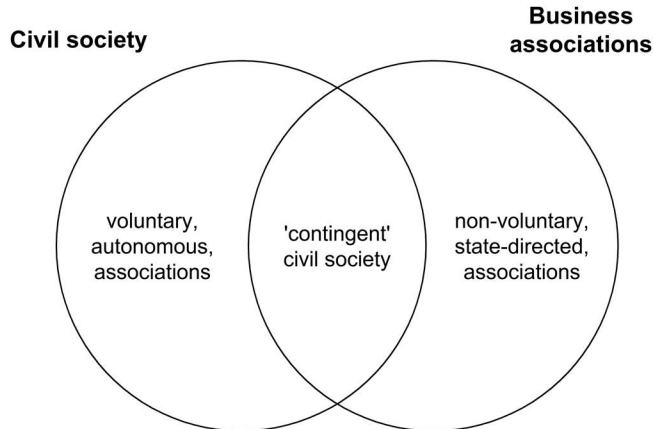 Civil society
Business
associations
voluntary,
autonomous,
associations
'contingent'
civil society
non-voluntary,
state-directed,
associations